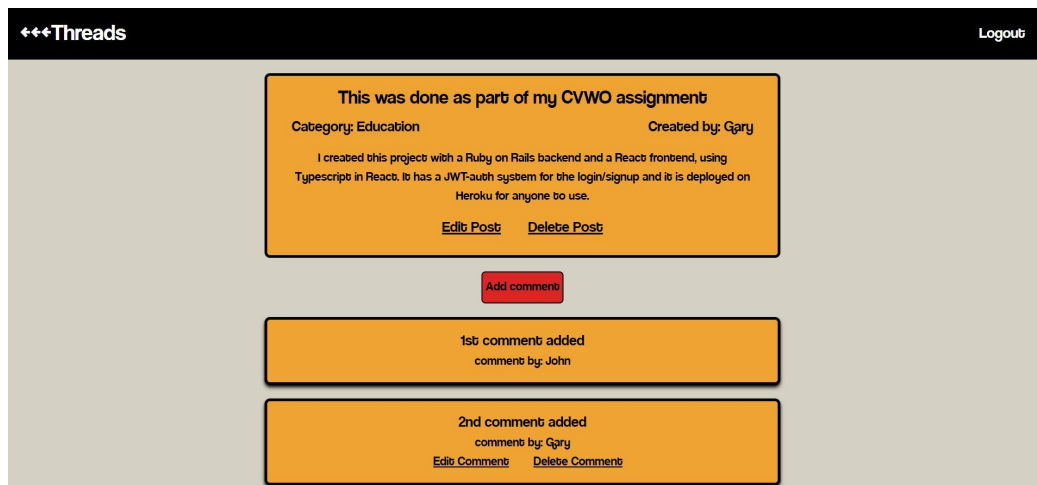 Threads
Logout
This was done as part of my CVWO assignment
Category: Education
Created by: Gary
I created this project with a Ruby on Rails backend and a React frontend, using
Typescript in React. It has a JWT-auth system for the login/signup and it is deployed on
Heroku for anyone to use.
Edit Post
Delete Post
Add comment
1st comment added
comment by: John
2nd comment added
comment by: Gary
Edit Comment
Delete Comment